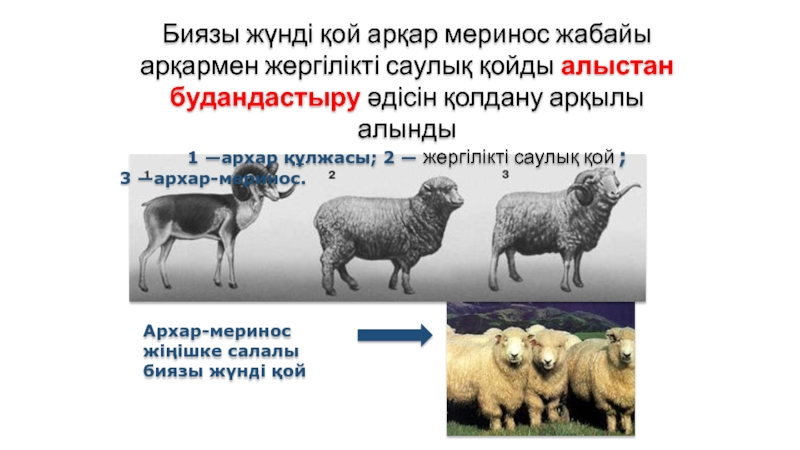 Биязы жүнді қой арқар меринос жабайы
арқармен жергілікті саулық қойды алыстан
будандастыру әдісін қолдану арқылы
алынды
1 —архар құлжасы; 2 — жергілікті саулық қой ;
3 —архар-меринос.
1 2 3
Архар-меринос
жіңішке салалы
биязы жүнді қой